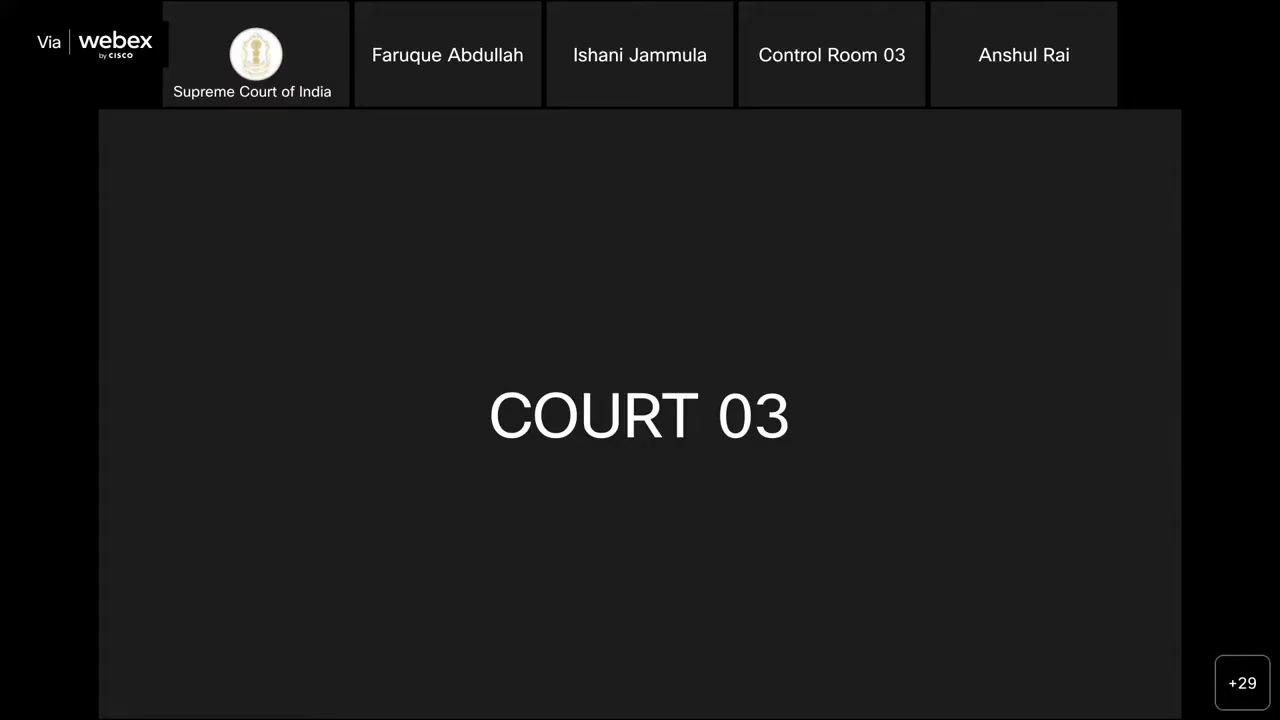 Via webex
by CISCO
Supreme Court of India
Faruque Abdullah
Ishani Jammula
Control Room 03
Anshul Rai
COURT 03
+29